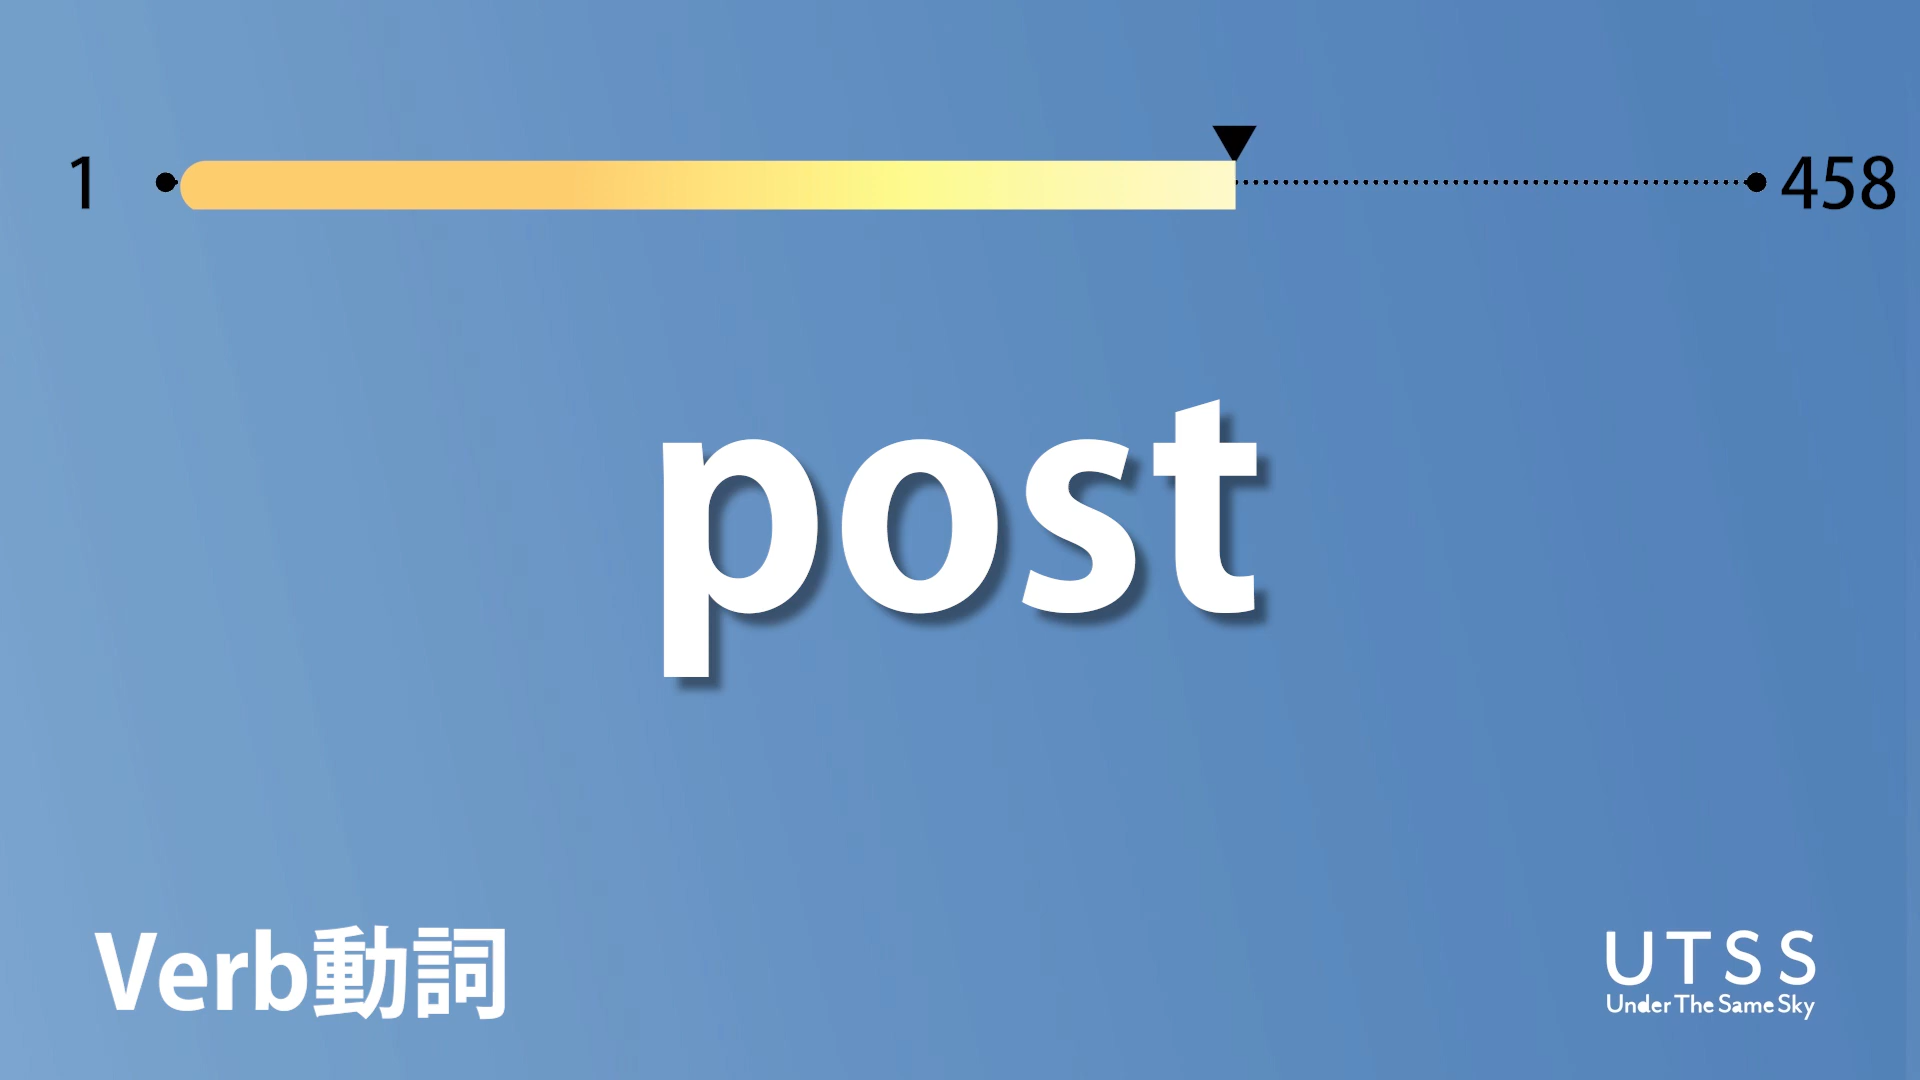 1
458
post
Verb動詞
UTSS
Under The Same Sky